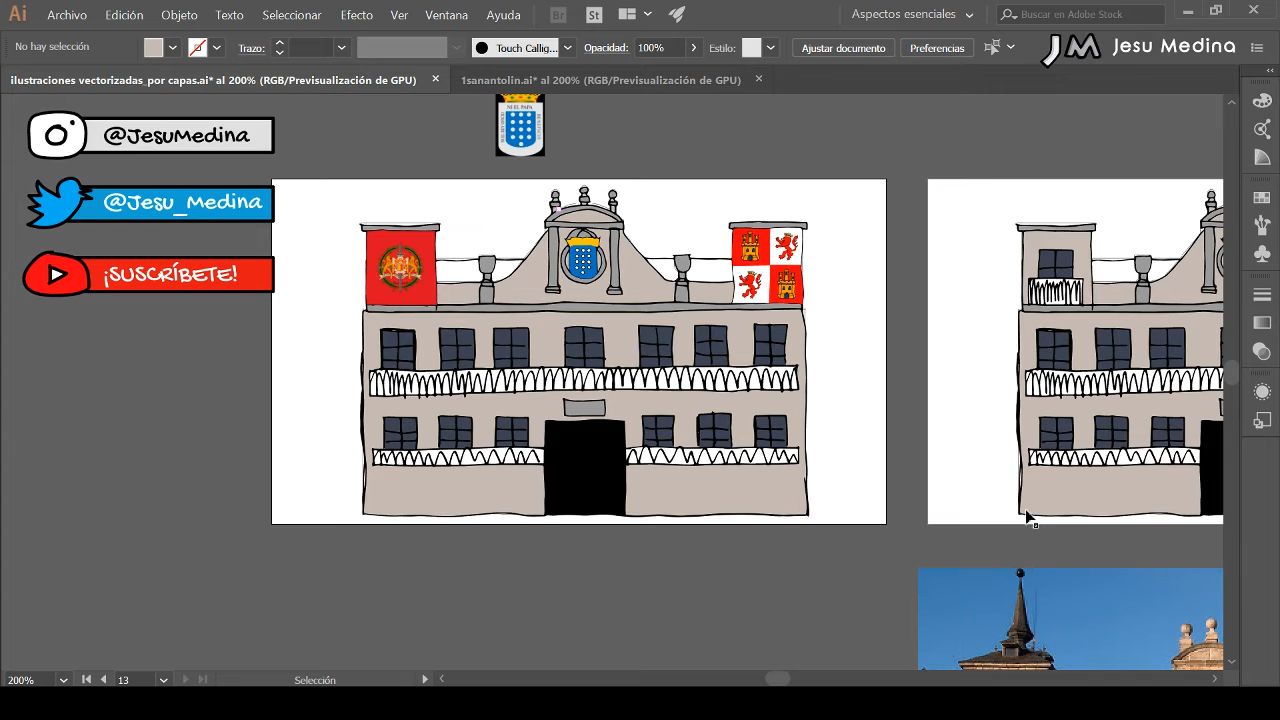 Ai Archivo Edición Objeto Texto Seleccionar Efecto Ver Ventana Ayuda Br St Aspectos esenciales Buscar en Adobe Stock
No hay selección Trazo: Touch Callig... Opacidad: 100% Estilo: Ajustar documento Preferencias JM Jesu Medina
ilustraciones vectorizadas_por capas.ai* al 200% (RGB/Previsualización de GPU) 1sanantolin.ai* al 200% (RGB/Previsualización de GPU)
NI EL PAPA
@JesuMedina
@Jesu_Medina
¡SUSCRÍBETE!
200% 13 Selección